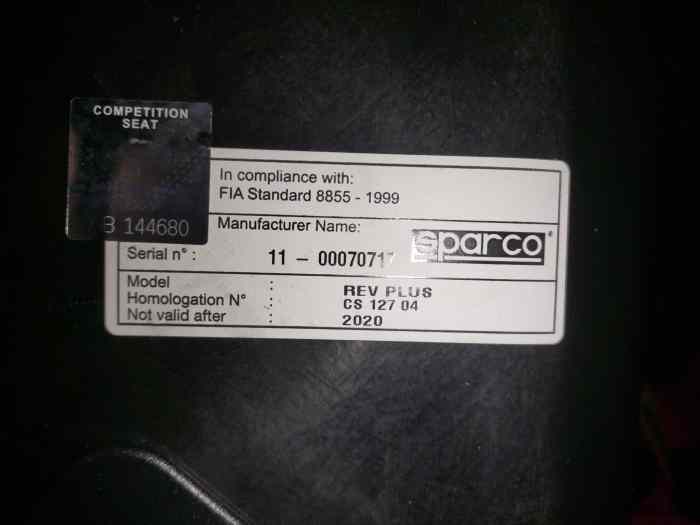 COMPETITION
SEAT
B 144680
In compliance with:
FIA Standard 8855 - 1999
Manufacturer Name:
sparco
Serial n° : 11 - 00070717
Model : REV PLUS
Homologation N° : CS 127 04
Not valid after : 2020